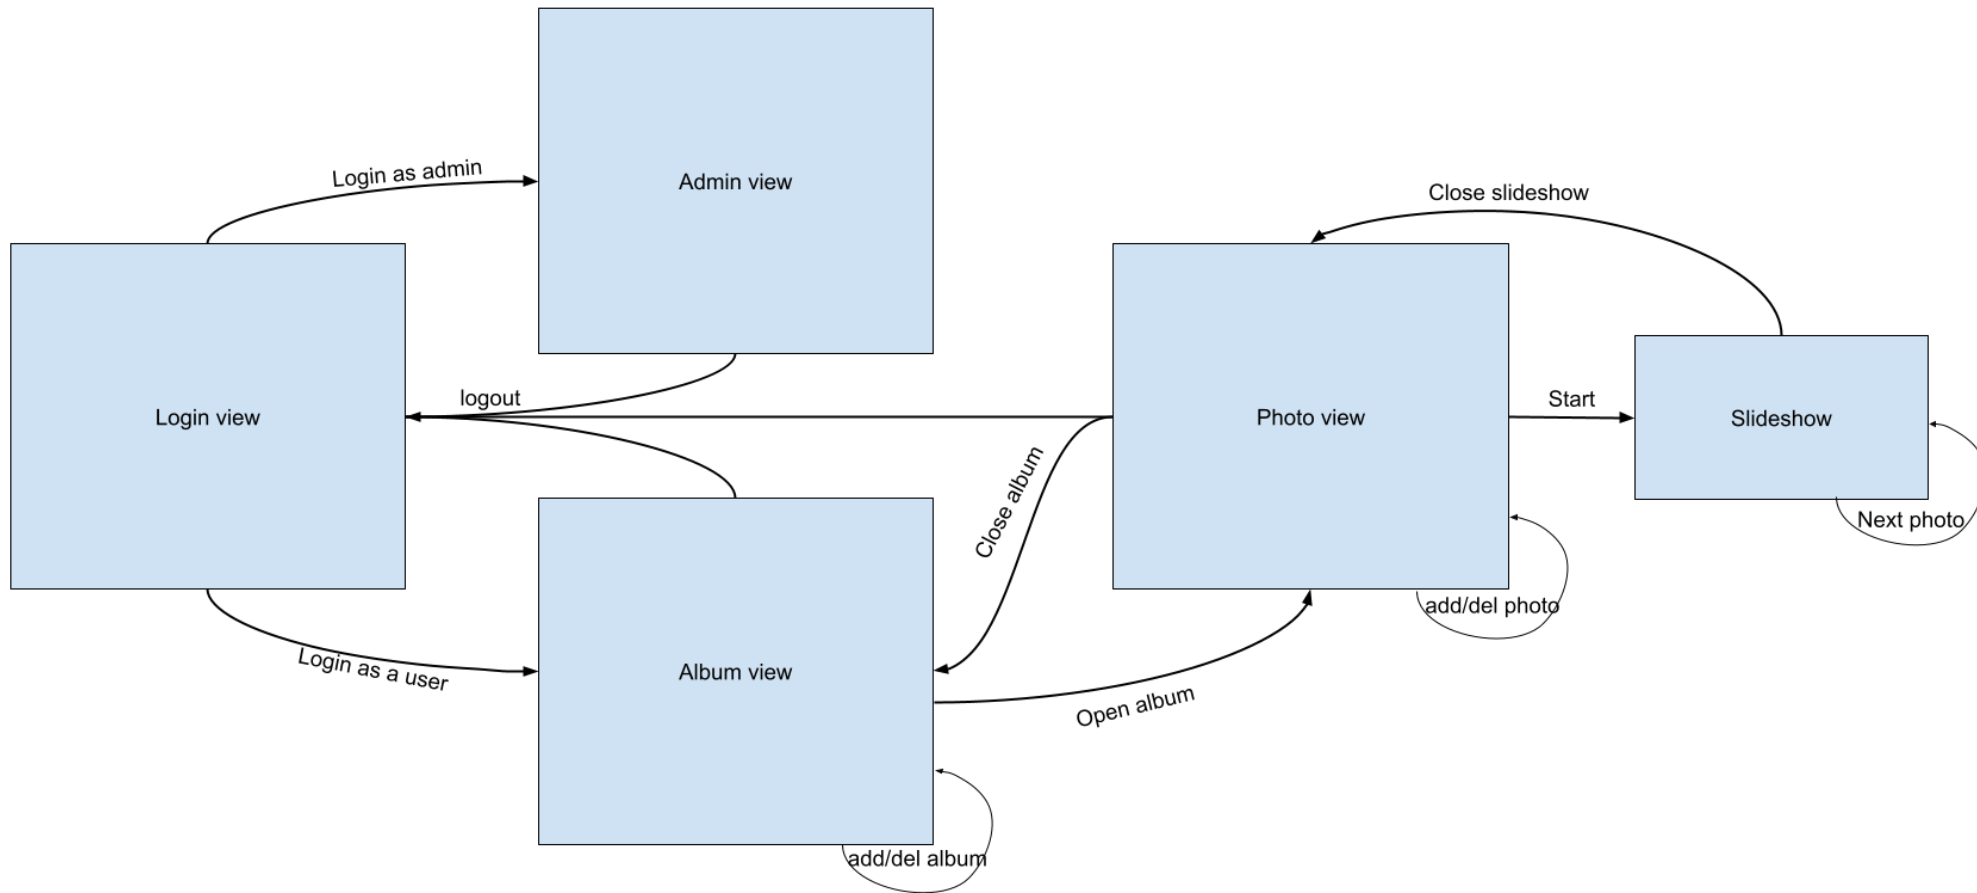 Login as admin
Admin view
Close slideshow
Login view
logout
Photo view
Start
Slideshow
Close album
Next photo
add/del photo
Login as a user
Album view
Open album
add/del album